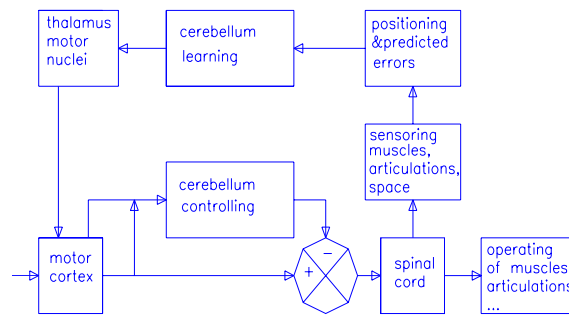 thalamus
motor
nuclei
cerebellum
learning
positioning
&predicted
errors
sensoring
muscles,
articulations,
space
cerebellum
controlling
motor
cortex
+
−
spinal
cord
operating
of muscles
articulations
...